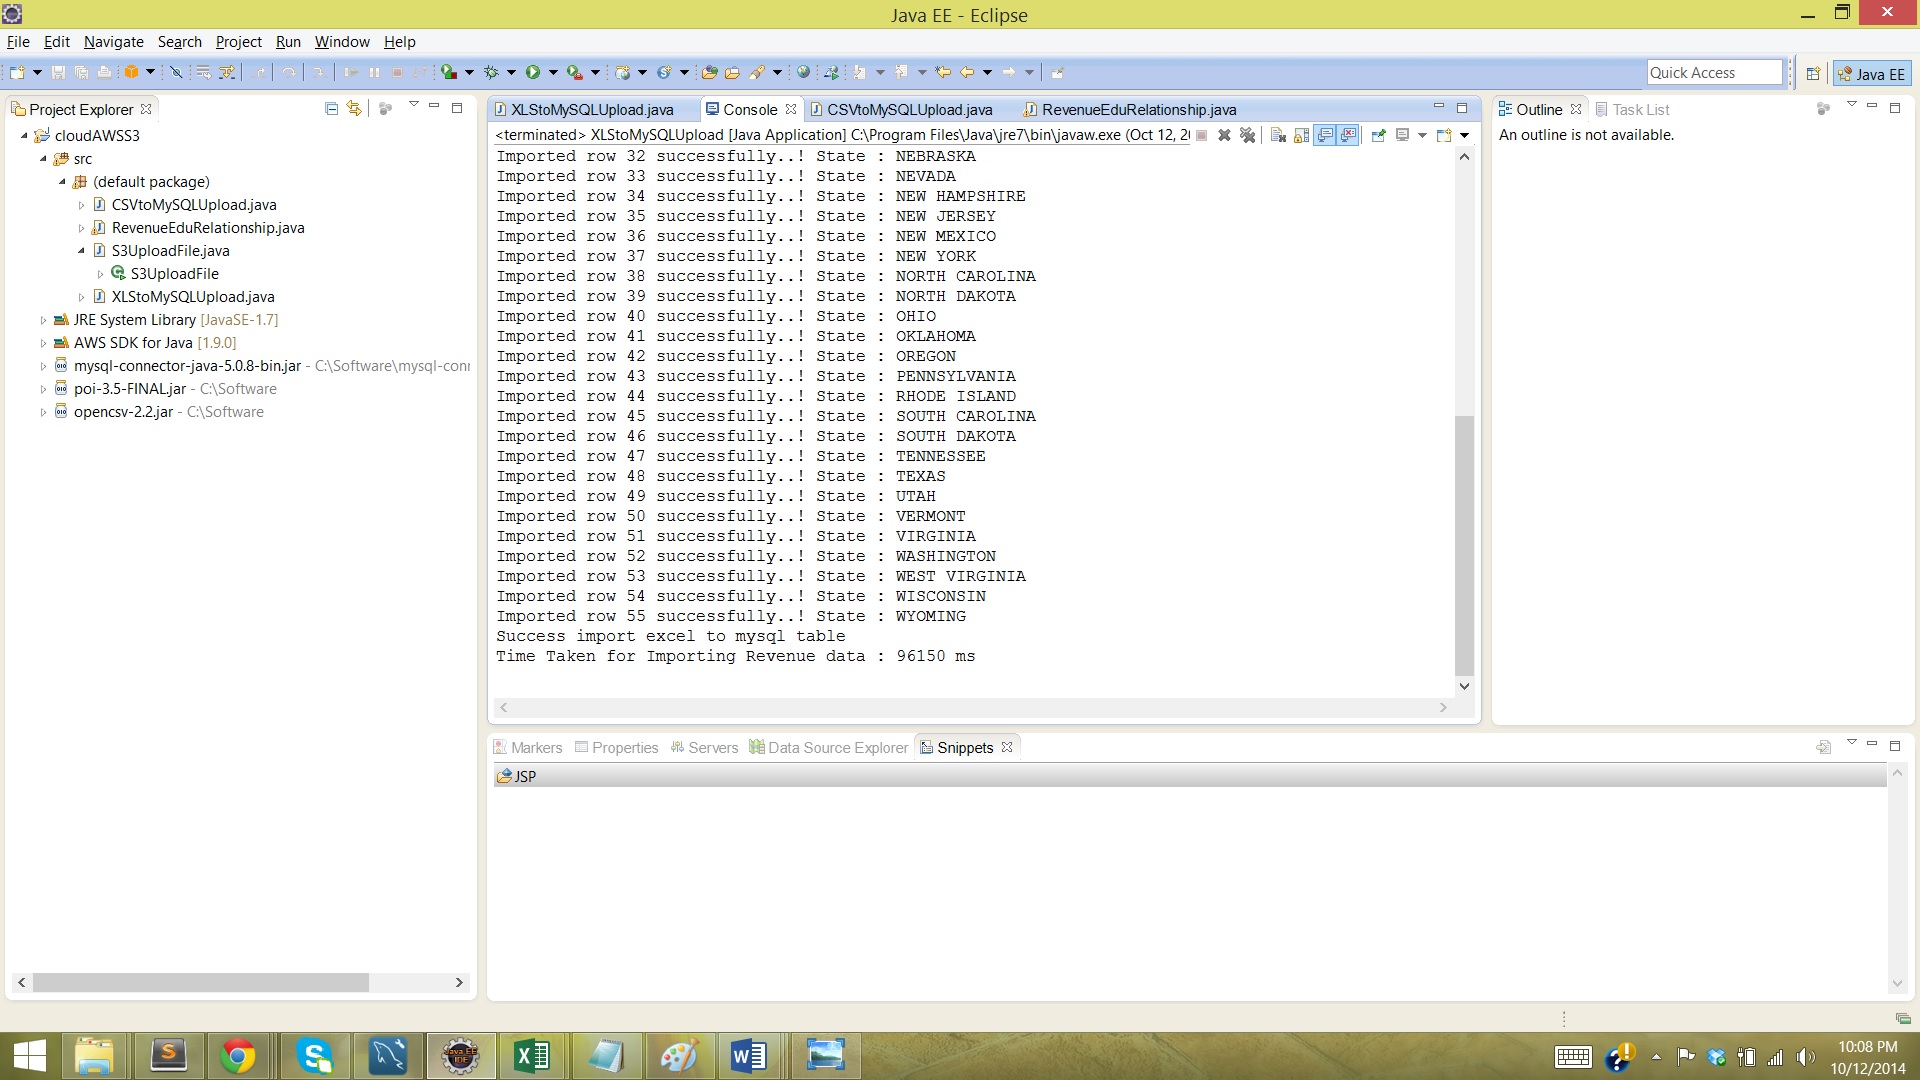 Java EE - Eclipse
File Edit Navigate Search Project Run Window Help
Quick Access
Java EE
Project Explorer
cloudAWSS3
src
(default package)
CSVtoMySQLUpload.java
RevenueEduRelationship.java
S3UploadFile.java
S3UploadFile
XLStoMySQLUpload.java
JRE System Library [JavaSE-1.7]
AWS SDK for Java [1.9.0]
mysql-connector-java-5.0.8-bin.jar - C:\Software\mysql-conn
poi-3.5-FINAL.jar - C:\Software
opencsv-2.2.jar - C:\Software
XLStoMySQLUpload.java Console CSVtoMySQLUpload.java RevenueEduRelationship.java
<terminated> XLStoMySQLUpload [Java Application] C:\Program Files\Java\jre7\bin\javaw.exe (Oct 12, 2
Imported row 32 successfully..! State : NEBRASKA
Imported row 33 successfully..! State : NEVADA
Imported row 34 successfully..! State : NEW HAMPSHIRE
Imported row 35 successfully..! State : NEW JERSEY
Imported row 36 successfully..! State : NEW MEXICO
Imported row 37 successfully..! State : NEW YORK
Imported row 38 successfully..! State : NORTH CAROLINA
Imported row 39 successfully..! State : NORTH DAKOTA
Imported row 40 successfully..! State : OHIO
Imported row 41 successfully..! State : OKLAHOMA
Imported row 42 successfully..! State : OREGON
Imported row 43 successfully..! State : PENNSYLVANIA
Imported row 44 successfully..! State : RHODE ISLAND
Imported row 45 successfully..! State : SOUTH CAROLINA
Imported row 46 successfully..! State : SOUTH DAKOTA
Imported row 47 successfully..! State : TENNESSEE
Imported row 48 successfully..! State : TEXAS
Imported row 49 successfully..! State : UTAH
Imported row 50 successfully..! State : VERMONT
Imported row 51 successfully..! State : VIRGINIA
Imported row 52 successfully..! State : WASHINGTON
Imported row 53 successfully..! State : WEST VIRGINIA
Imported row 54 successfully..! State : WISCONSIN
Imported row 55 successfully..! State : WYOMING
Success import excel to mysql table
Time Taken for Importing Revenue data : 96150 ms
Outline Task List
An outline is not available.
Markers Properties Servers Data Source Explorer Snippets
JSP
10:08 PM
10/12/2014